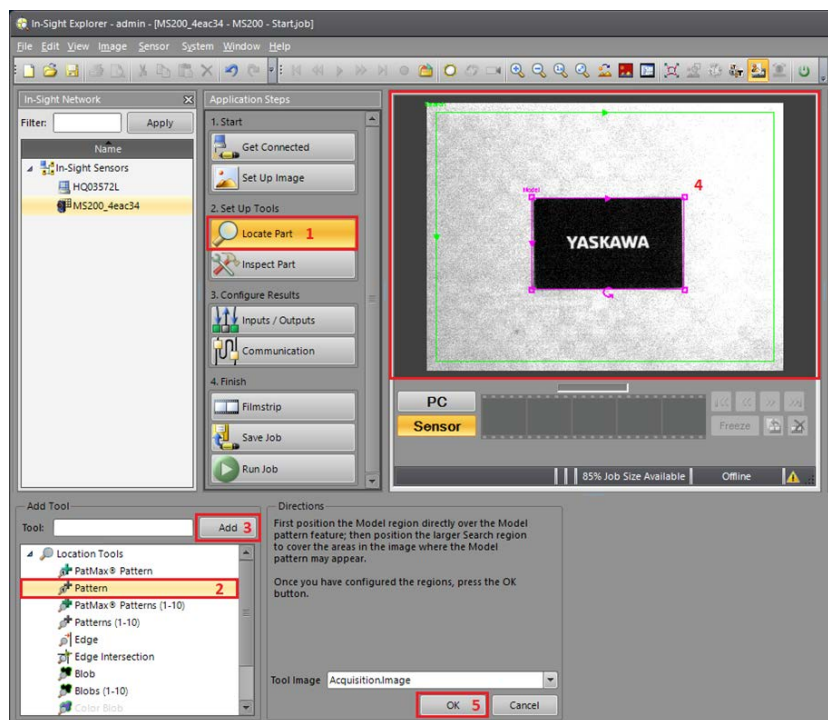 In-Sight Explorer - admin - [MS200_4eac34 - MS200 - Start.job]
File Edit View Image Sensor System Window Help
In-Sight Network
Filter:
Apply
Name
In-Sight Sensors
HQ03572L
MS200_4eac34
Application Steps
1. Start
Get Connected
Set Up Image
2. Set Up Tools
Locate Part 1
Inspect Part
3. Configure Results
Inputs / Outputs
Communication
4. Finish
Filmstrip
Save Job
Run Job
Model
4
YASKAWA
PC
Sensor
Freeze
85% Job Size Available
Offline
Add Tool
Tool:
Add 3
Location Tools
PatMax® Pattern
Pattern 2
PatMax® Patterns (1-10)
Patterns (1-10)
Edge
Edge Intersection
Blob
Blobs (1-10)
Color Blob
Directions
First position the Model region directly over the Model
pattern feature; then position the larger Search region
to cover the areas in the image where the Model
pattern may appear.
Once you have configured the regions, press the OK
button.
Tool Image Acquisition.Image
OK 5
Cancel